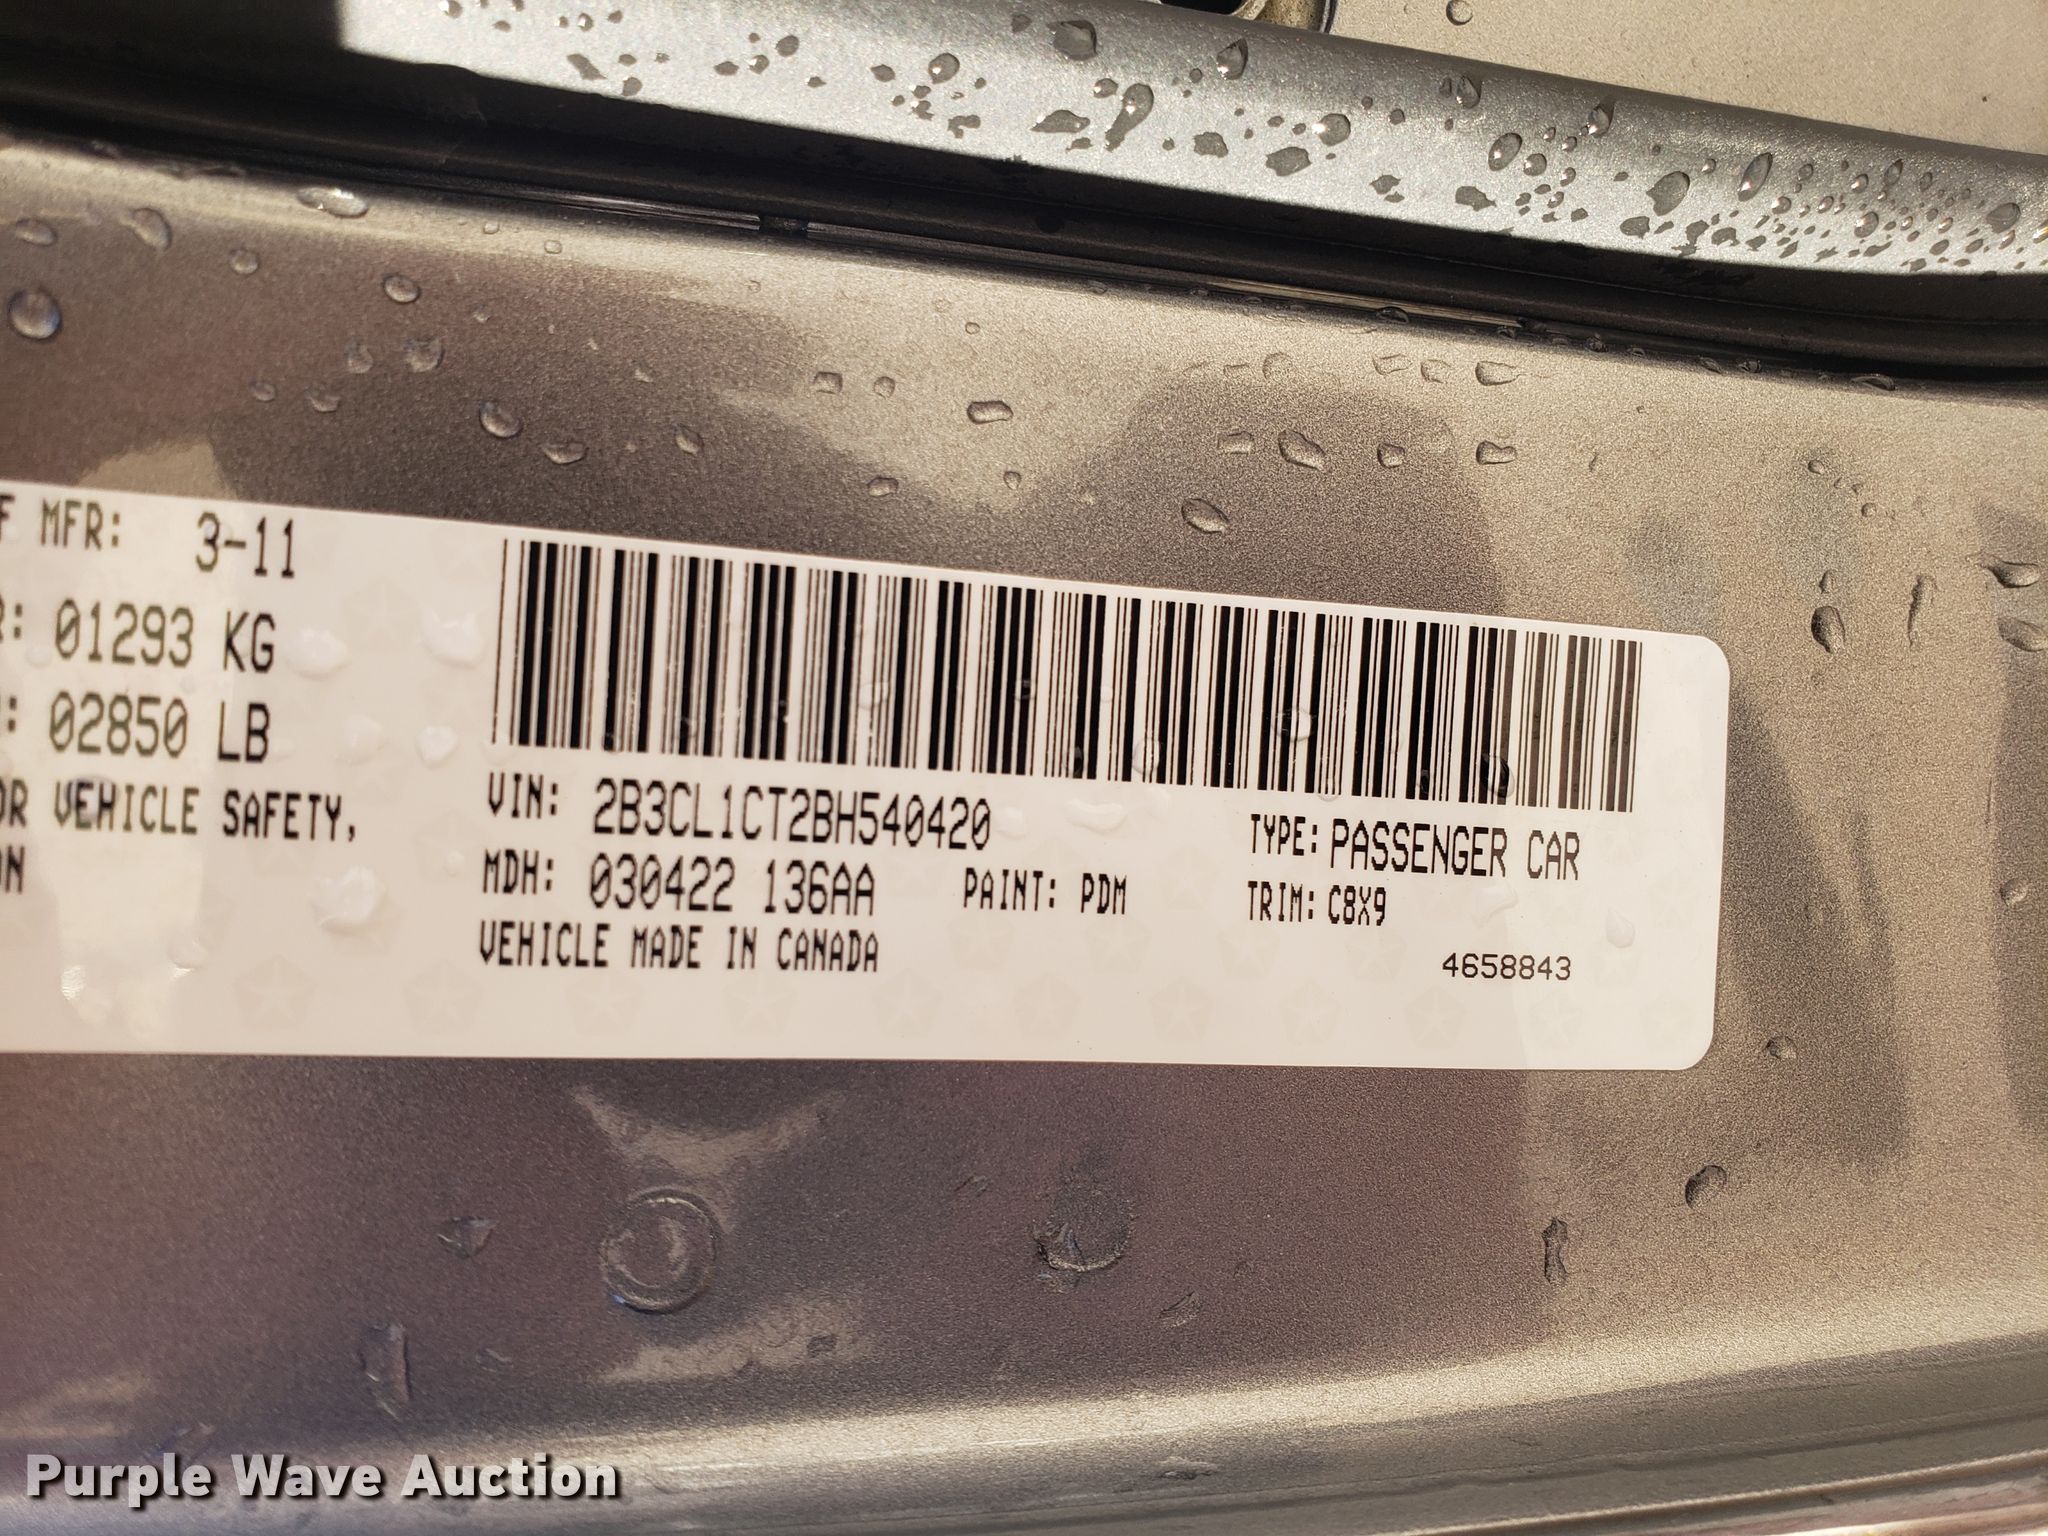 F MFR: 3-11
R: 01293 KG
: 02850 LB
OR VEHICLE SAFETY,
ON
VIN: 2B3CL1CT2BH540420
TYPE: PASSENGER CAR
MDH: 030422 136AA
PAINT: PDM
TRIM: C8X9
VEHICLE MADE IN CANADA
4658843
Purple Wave Auction